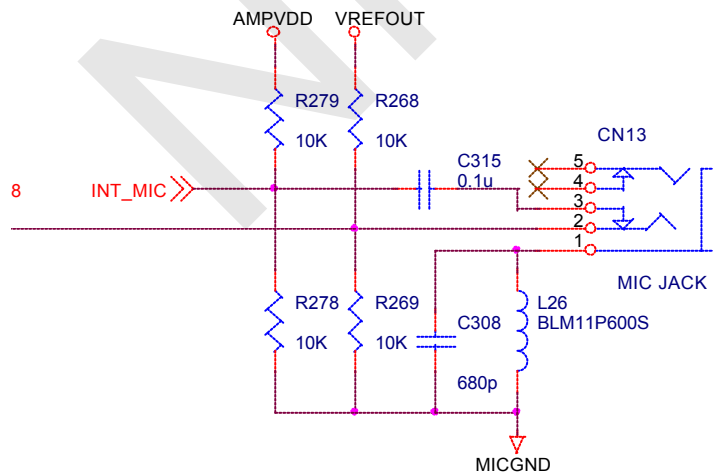 AMPVDD VREFOUT
R279 R268
10K 10K
CN13
C315
0.1u
5
4
3
2
1
8 INT_MIC
MIC JACK
R278 R269
10K 10K
C308
680p
L26
BLM11P600S
MICGND